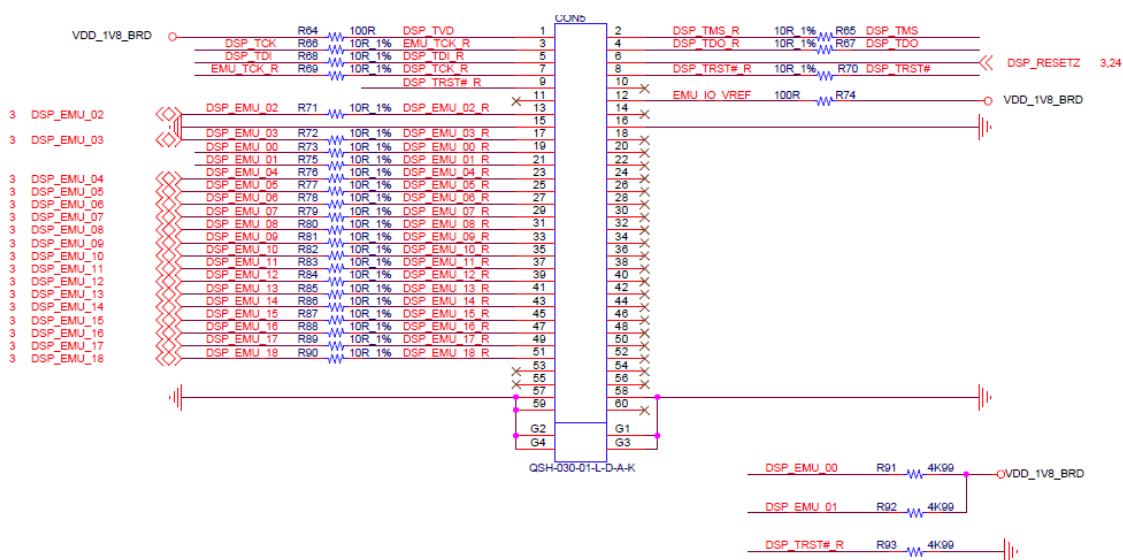 CON5
VDD_1V8_BRD R64 100R DSP_TVD 1 2 DSP_TMS_R 10R_1% R65 DSP_TMS
DSP_TCK R66 10R_1% EMU_TCK_R 3 4 DSP_TDO_R 10R_1% R67 DSP_TDO
DSP_TDI R68 10R_1% DSP_TDI_R 5 6 DSP_RESETZ 3,24
EMU_TCK_R R69 10R_1% DSP_TCK_R 7 8 DSP_TRST#_R 10R_1% R70 DSP_TRST#
DSP_TRST#_R 9 10
11 12 EMU_IO_VREF 100R R74 VDD_1V8_BRD
3 DSP_EMU_02 DSP_EMU_02 R71 10R_1% DSP_EMU_02_R 13 14
15 16
3 DSP_EMU_03 DSP_EMU_03 R72 10R_1% DSP_EMU_03_R 17 18
DSP_EMU_00 R73 10R_1% DSP_EMU_00_R 19 20
DSP_EMU_01 R75 10R_1% DSP_EMU_01_R 21 22
3 DSP_EMU_04 DSP_EMU_04 R76 10R_1% DSP_EMU_04_R 23 24
3 DSP_EMU_05 DSP_EMU_05 R77 10R_1% DSP_EMU_05_R 25 26
3 DSP_EMU_06 DSP_EMU_06 R78 10R_1% DSP_EMU_06_R 27 28
3 DSP_EMU_07 DSP_EMU_07 R79 10R_1% DSP_EMU_07_R 29 30
3 DSP_EMU_08 DSP_EMU_08 R80 10R_1% DSP_EMU_08_R 31 32
3 DSP_EMU_09 DSP_EMU_09 R81 10R_1% DSP_EMU_09_R 33 34
3 DSP_EMU_10 DSP_EMU_10 R82 10R_1% DSP_EMU_10_R 35 36
3 DSP_EMU_11 DSP_EMU_11 R83 10R_1% DSP_EMU_11_R 37 38
3 DSP_EMU_12 DSP_EMU_12 R84 10R_1% DSP_EMU_12_R 39 40
3 DSP_EMU_13 DSP_EMU_13 R85 10R_1% DSP_EMU_13_R 41 42
3 DSP_EMU_14 DSP_EMU_14 R86 10R_1% DSP_EMU_14_R 43 44
3 DSP_EMU_15 DSP_EMU_15 R87 10R_1% DSP_EMU_15_R 45 46
3 DSP_EMU_16 DSP_EMU_16 R88 10R_1% DSP_EMU_16_R 47 48
3 DSP_EMU_17 DSP_EMU_17 R89 10R_1% DSP_EMU_17_R 49 50
3 DSP_EMU_18 DSP_EMU_18 R90 10R_1% DSP_EMU_18_R 51 52
53 54
55 56
57 58
59 60
G2 G1
G4 G3
QSH-030-01-L-D-A-K
DSP_EMU_00 R91 4K99 VDD_1V8_BRD
DSP_EMU_01 R92 4K99
DSP_TRST#_R R93 4K99